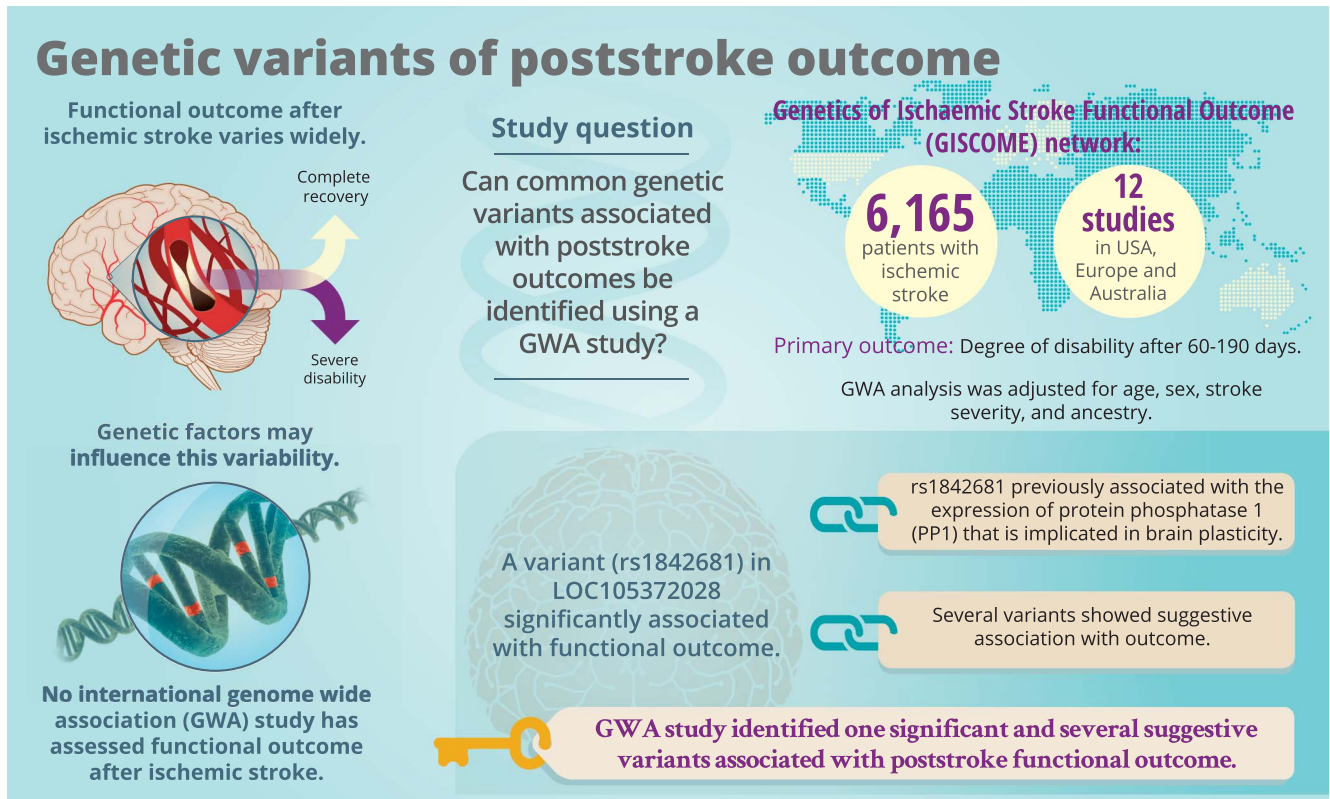 Genetic variants of poststroke outcome
Functional outcome after
ischemic stroke varies widely.
Complete
recovery
Severe
disability
Genetic factors may
influence this variability.
No international genome wide
association (GWA) study has
assessed functional outcome
after ischemic stroke.
Study question
Can common genetic
variants associated
with poststroke
outcomes be
identified using a
GWA study?
Genetics of Ischaemic Stroke Functional Outcome
(GISCOME) network:
6,165
patients with
ischemic
stroke
12
studies
in USA,
Europe and
Australia
Primary outcome: Degree of disability after 60-190 days.
GWA analysis was adjusted for age, sex, stroke
severity, and ancestry.
A variant (rs1842681) in
LOC105372028
significantly associated
with functional outcome.
rs1842681 previously associated with the
expression of protein phosphatase 1
(PP1) that is implicated in brain plasticity.
Several variants showed suggestive
association with outcome.
GWA study identified one significant and several suggestive
variants associated with poststroke functional outcome.